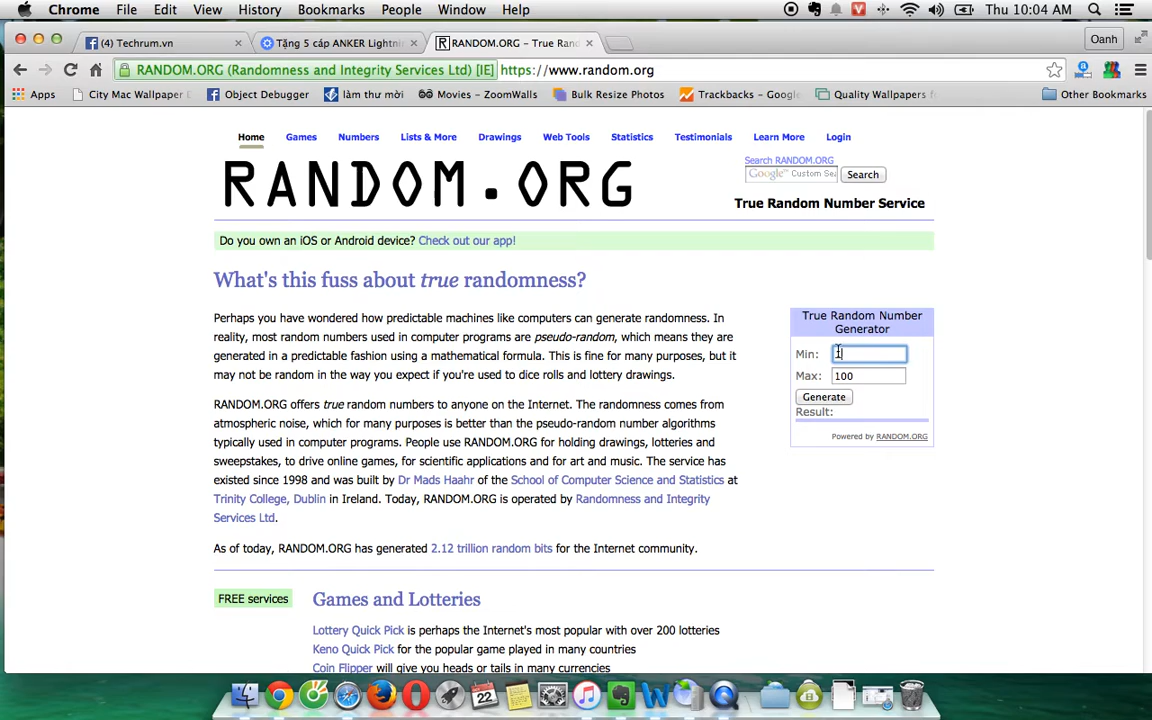 Chrome File Edit View History Bookmarks People Window Help Thu 10:04 AM
(4) Techrum.vn Tặng 5 cáp ANKER Lightni RANDOM.ORG - True Ran Oanh
RANDOM.ORG (Randomness and Integrity Services Ltd) [IE] https://www.random.org
Apps City Mac Wallpaper Object Debugger làm thư mời Movies - ZoomWalls Bulk Resize Photos Trackbacks - Google Quality Wallpapers Other Bookmarks
Home Games Numbers Lists & More Drawings Web Tools Statistics Testimonials Learn More Login
RANDOM.ORG
Search RANDOM.ORG
Google™ Custom Sea Search
True Random Number Service
Do you own an iOS or Android device? Check out our app!
What's this fuss about true randomness?
Perhaps you have wondered how predictable machines like computers can generate randomness. In
reality, most random numbers used in computer programs are pseudo-random, which means they are
generated in a predictable fashion using a mathematical formula. This is fine for many purposes, but it
may not be random in the way you expect if you're used to dice rolls and lottery drawings.
RANDOM.ORG offers true random numbers to anyone on the Internet. The randomness comes from
atmospheric noise, which for many purposes is better than the pseudo-random number algorithms
typically used in computer programs. People use RANDOM.ORG for holding drawings, lotteries and
sweepstakes, to drive online games, for scientific applications and for art and music. The service has
existed since 1998 and was built by Dr Mads Haahr of the School of Computer Science and Statistics at
Trinity College, Dublin in Ireland. Today, RANDOM.ORG is operated by Randomness and Integrity
Services Ltd.
As of today, RANDOM.ORG has generated 2.12 trillion random bits for the Internet community.
True Random Number
Generator
Min: 1
Max: 100
Generate
Result:
Powered by RANDOM.ORG
FREE services
Games and Lotteries
Lottery Quick Pick is perhaps the Internet's most popular with over 200 lotteries
Keno Quick Pick for the popular game played in many countries
Coin Flipper will give you heads or tails in many currencies
22